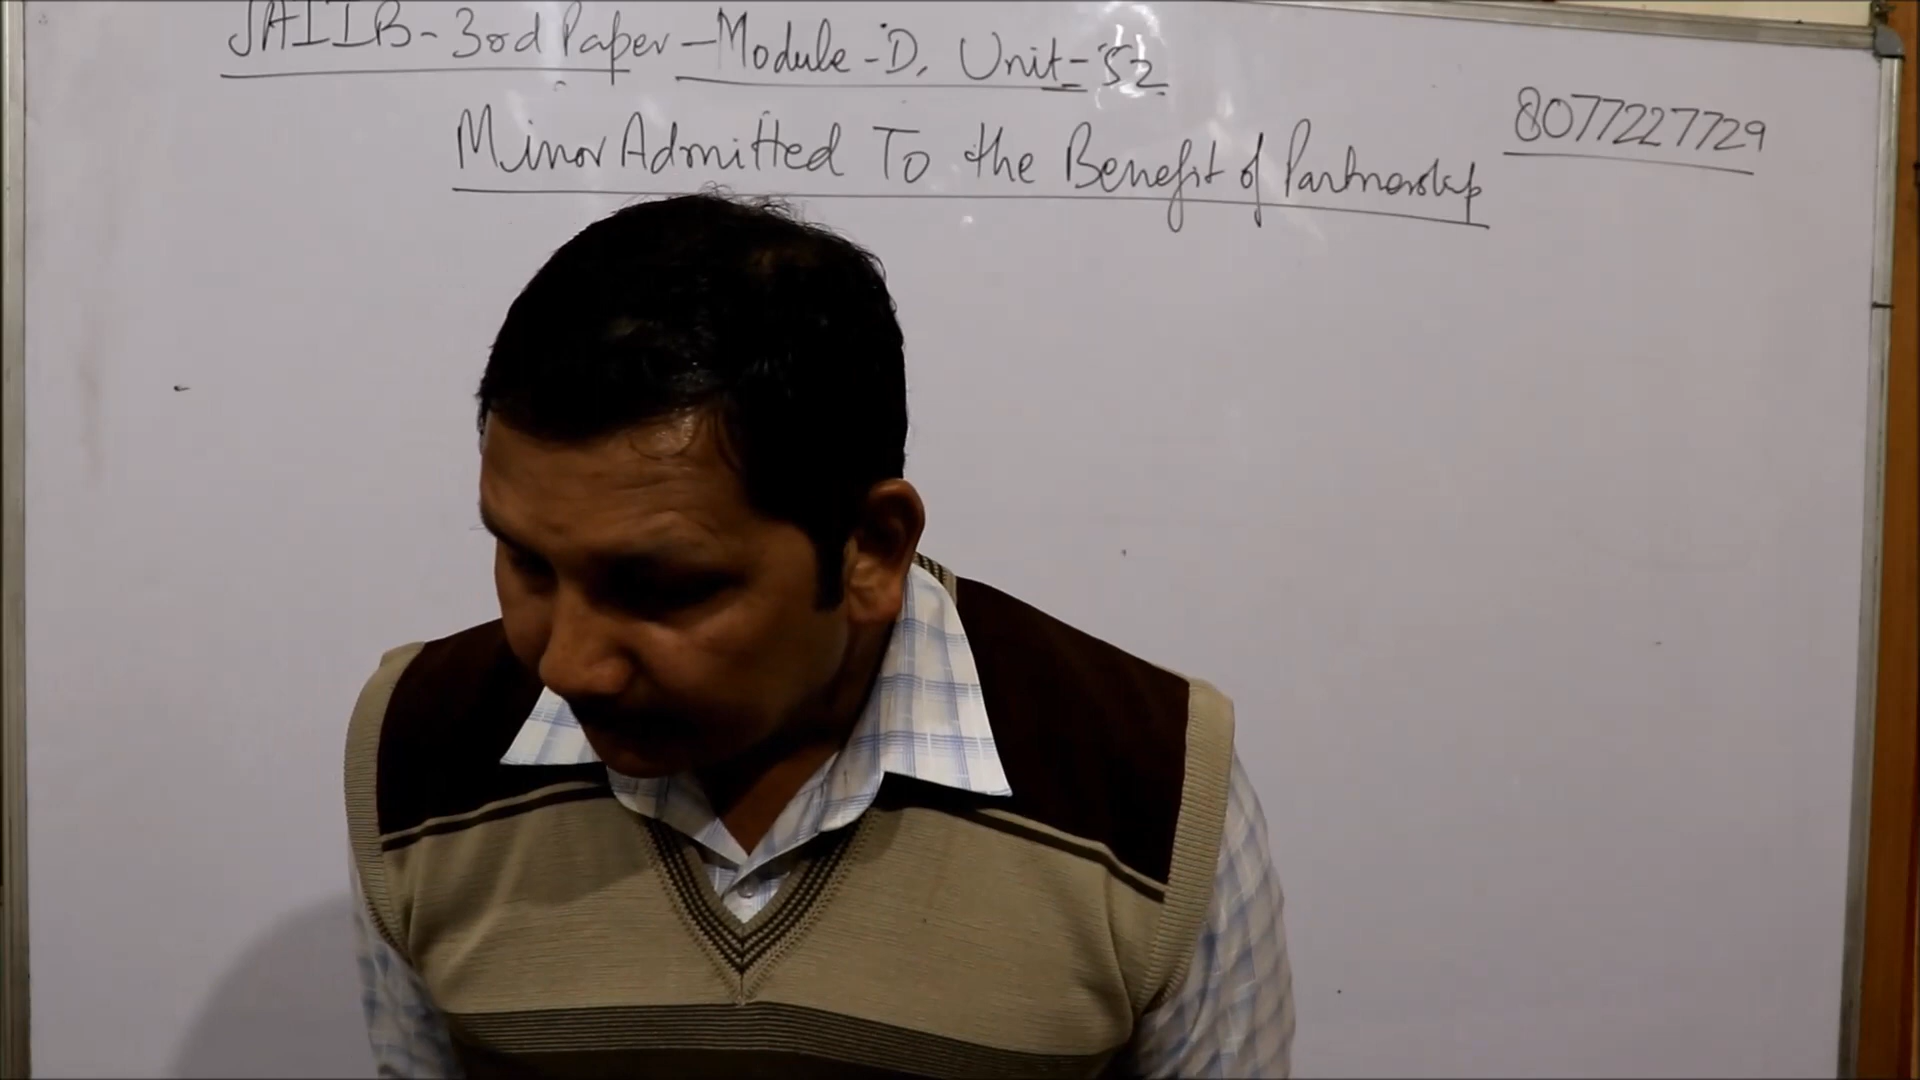 JAIIB - 3rd Paper - Module - D, Unit - 52
Minor Admitted To the Benefit of Partnership
8077227729